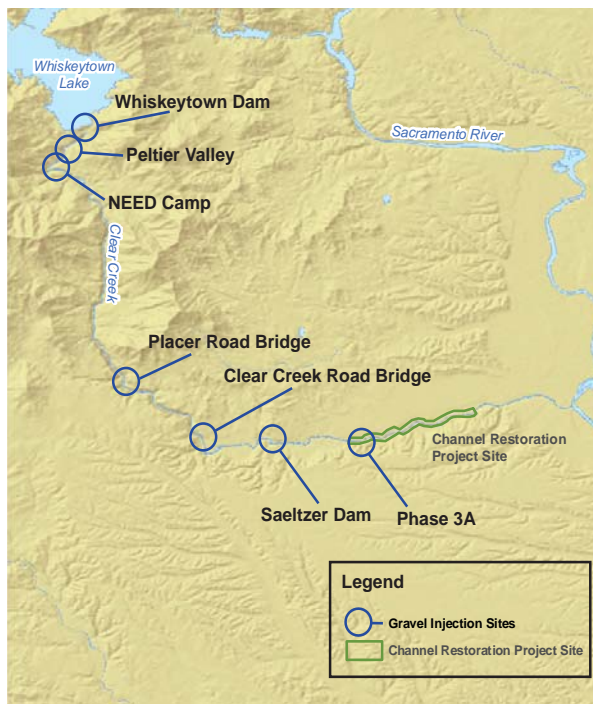 Whiskeytown
Lake
Whiskeytown Dam
Sacramento River
Peltier Valley
NEED Camp
Clear Creek
Placer Road Bridge
Clear Creek Road Bridge
Channel Restoration
Project Site
Saeltzer Dam
Phase 3A
Legend
Gravel Injection Sites
Channel Restoration Project Site